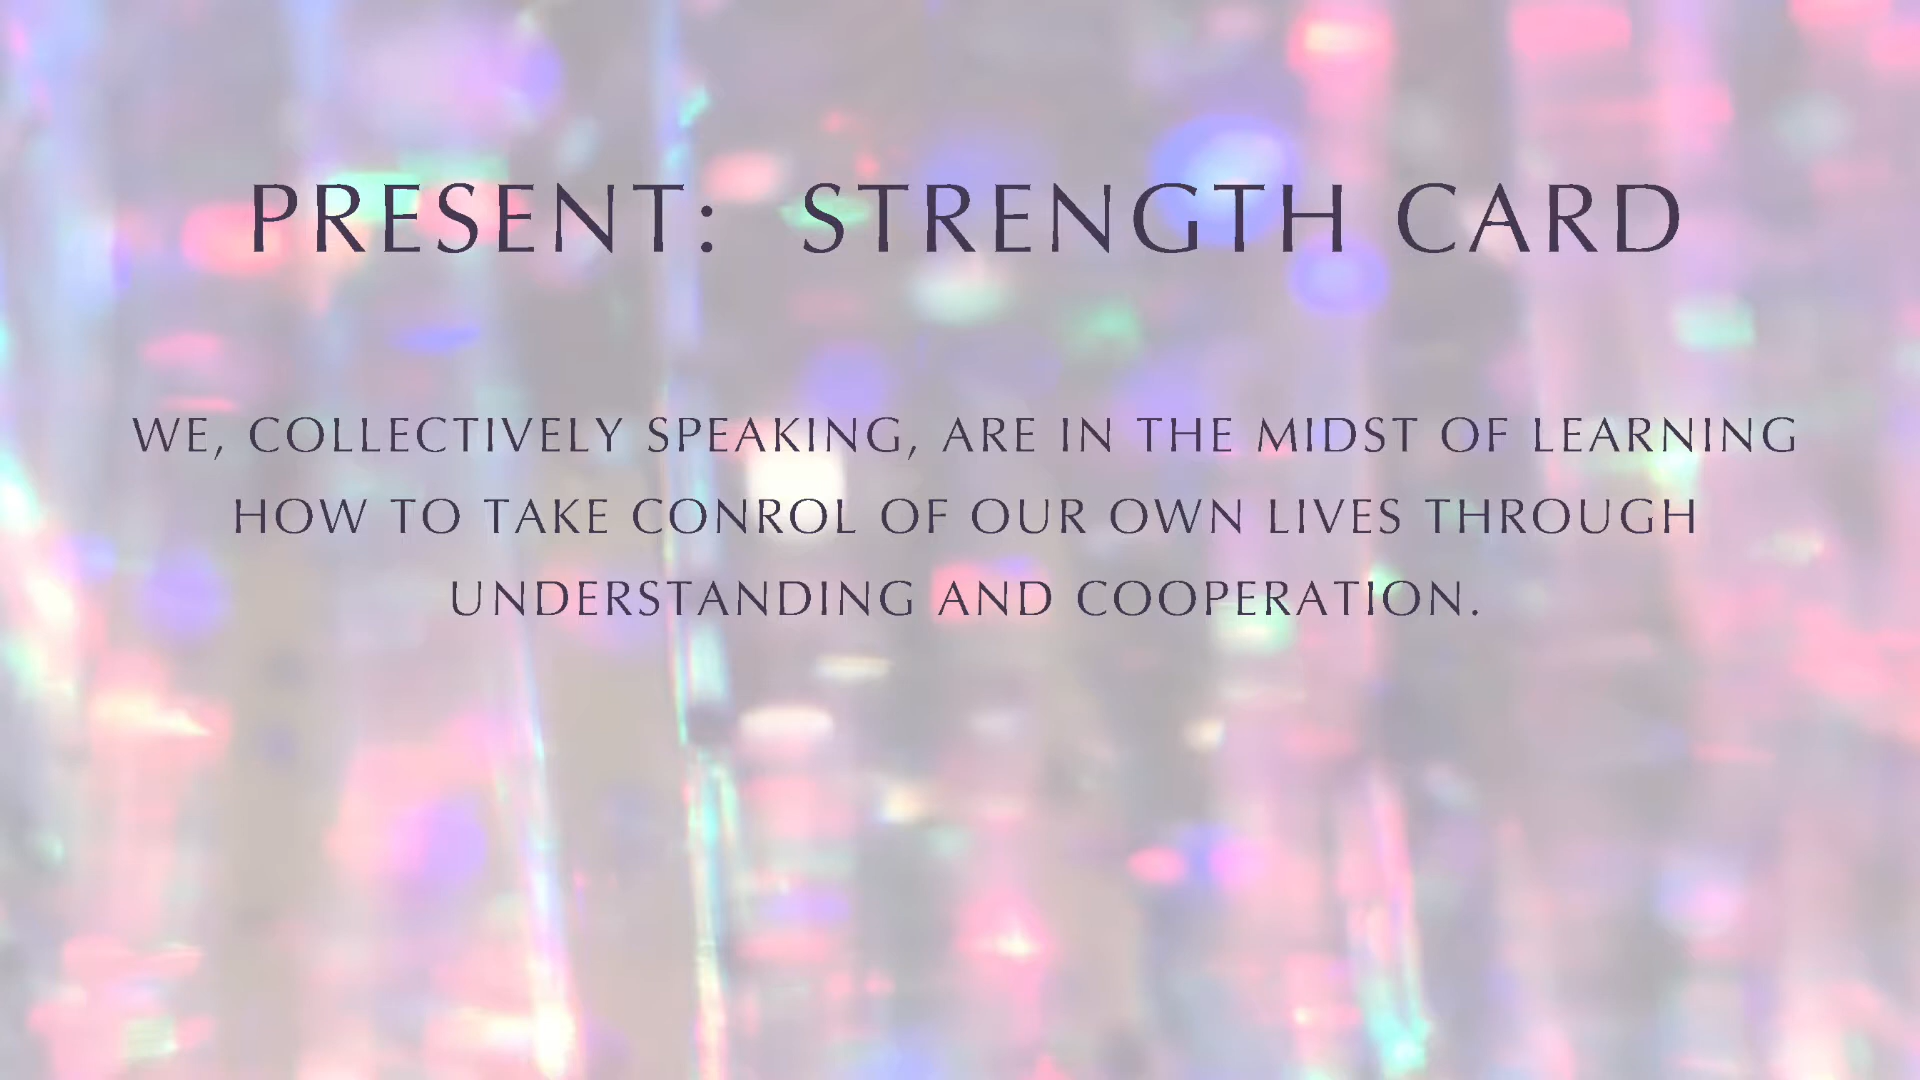 PRESENT: STRENGTH CARD
WE, COLLECTIVELY SPEAKING, ARE IN THE MIDST OF LEARNING
HOW TO TAKE CONROL OF OUR OWN LIVES THROUGH
UNDERSTANDING AND COOPERATION.